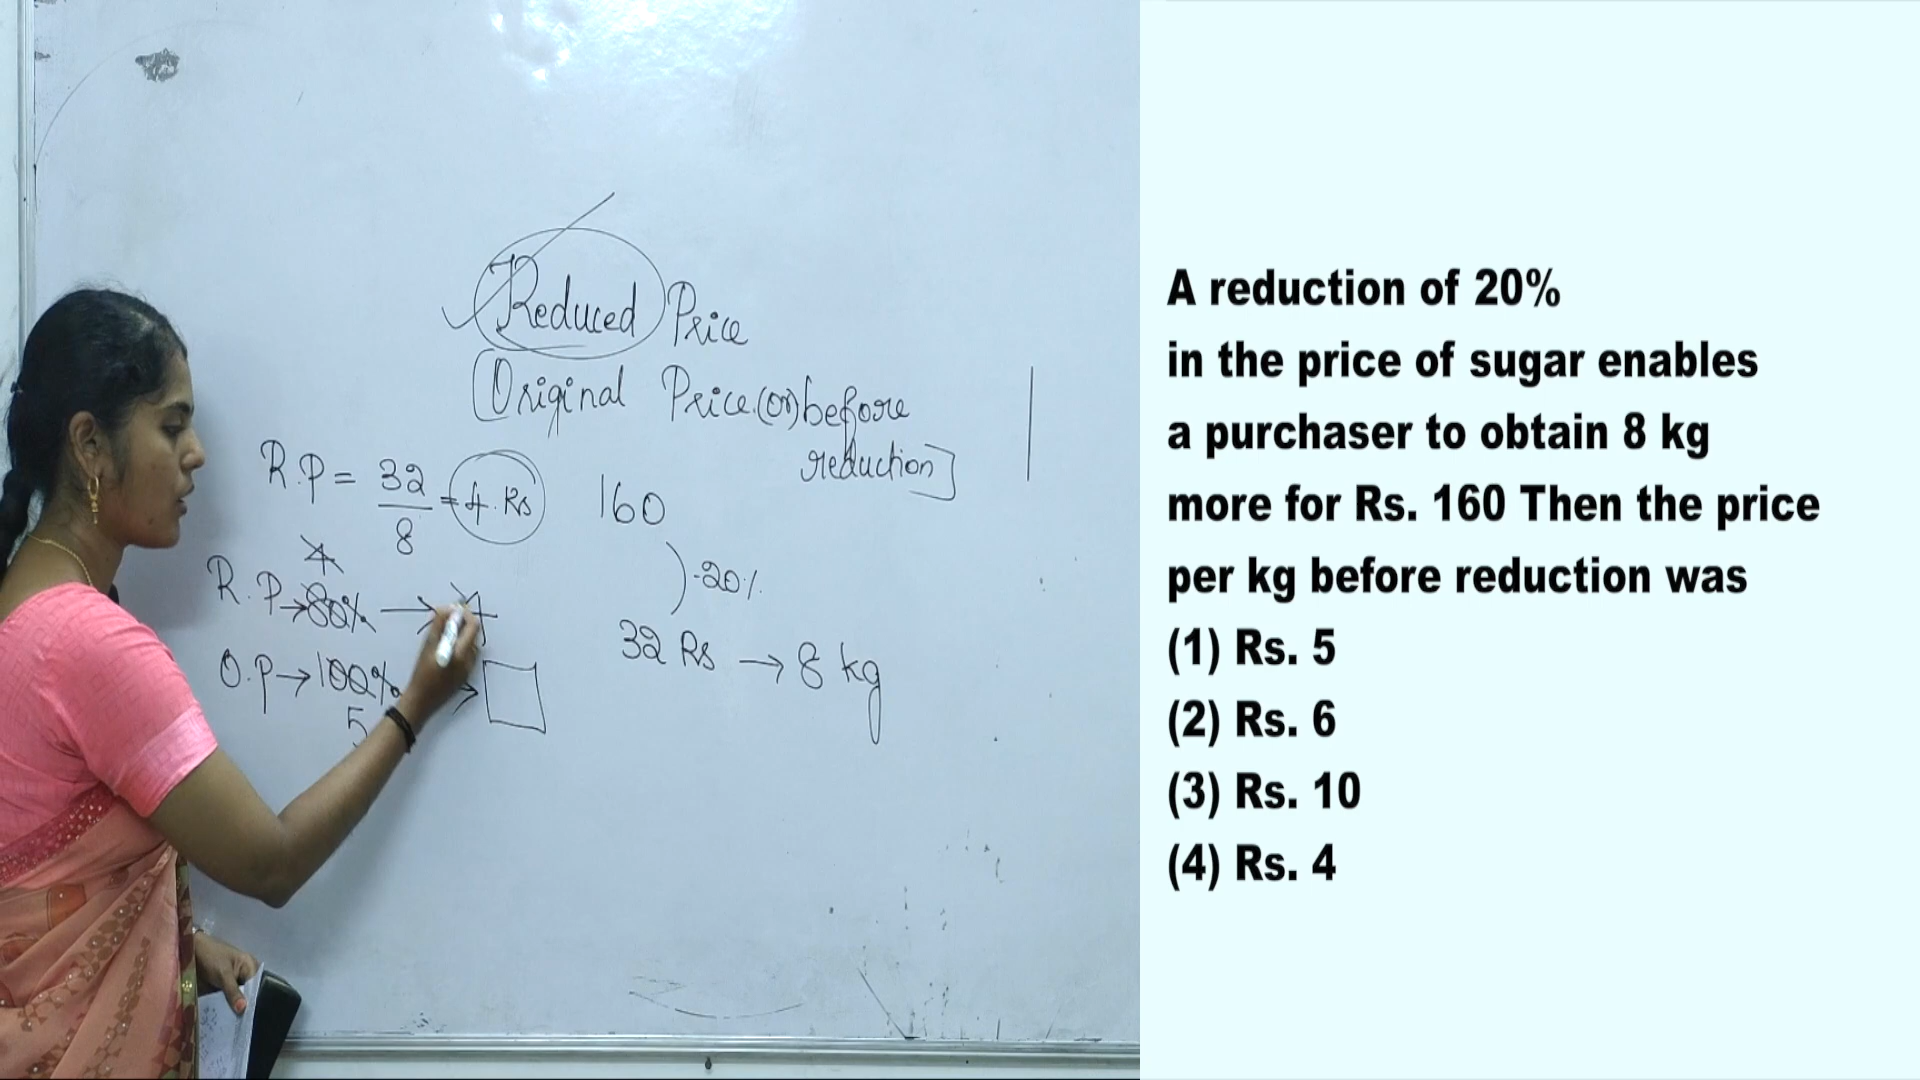 Reduced Price
Original Price (or) before
reduction]
R.P = 32/8 = 4. Rs
160
4
R.P → 80% → 4
) -20%
O.P → 100% →
5
32 Rs → 8 kg
A reduction of 20%
in the price of sugar enables
a purchaser to obtain 8 kg
more for Rs. 160 Then the price
per kg before reduction was
(1) Rs. 5
(2) Rs. 6
(3) Rs. 10
(4) Rs. 4